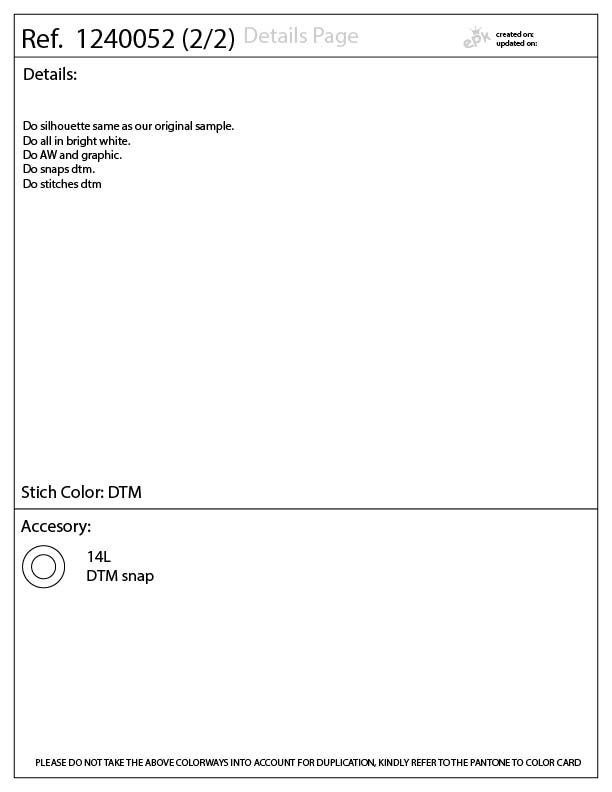 Ref. 1240052 (2/2) Details Page
epk
created on:
updated on:
Details:
Do silhouette same as our original sample.
Do all in bright white.
Do AW and graphic.
Do snaps dtm.
Do stitches dtm
Stich Color: DTM
Accesory:
14L
DTM snap
PLEASE DO NOT TAKE THE ABOVE COLORWAYS INTO ACCOUNT FOR DUPLICATION, KINDLY REFER TO THE PANTONE TO COLOR CARD